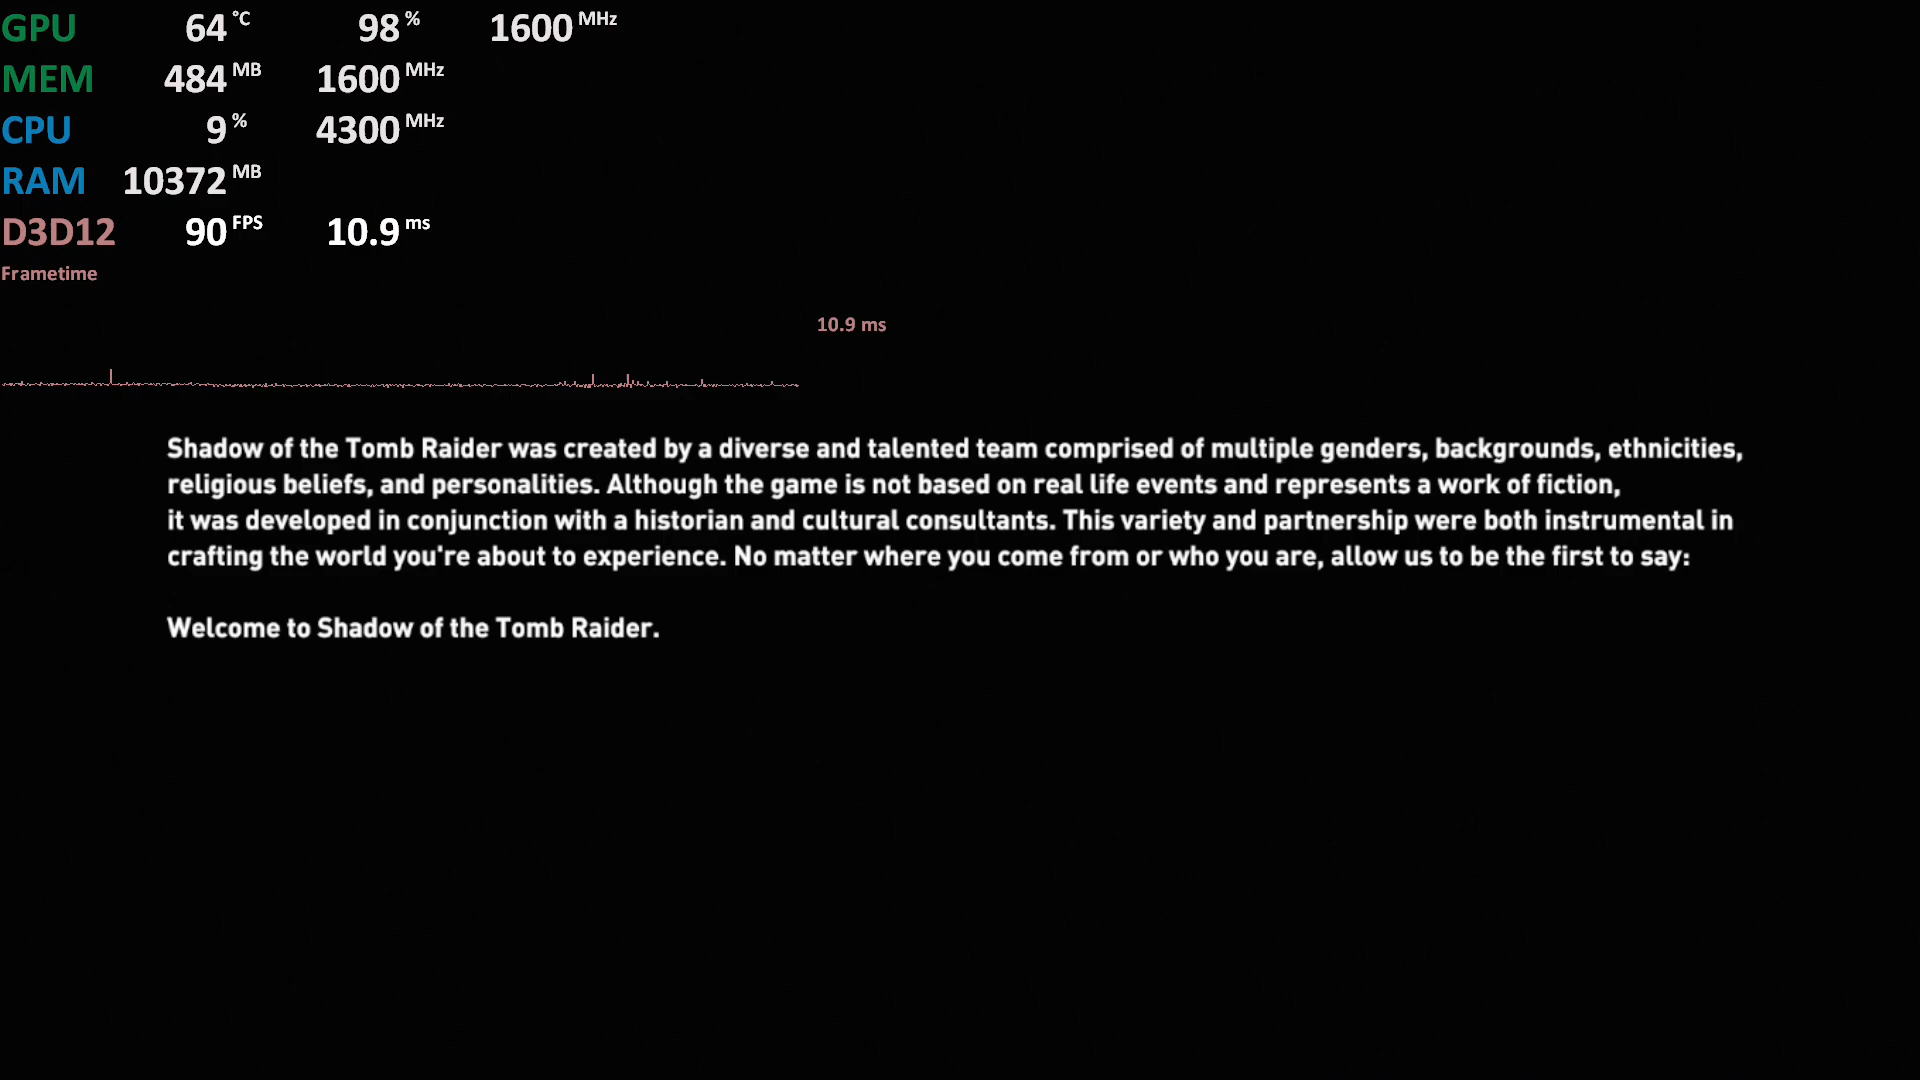 GPU 64 °C 98 % 1600 MHz
MEM 484 MB 1600 MHz
CPU 9 % 4300 MHz
RAM 10372 MB
D3D12 90 FPS 10.9 ms
Frametime
10.9 ms
Shadow of the Tomb Raider was created by a diverse and talented team comprised of multiple genders, backgrounds, ethnicities,
religious beliefs, and personalities. Although the game is not based on real life events and represents a work of fiction,
it was developed in conjunction with a historian and cultural consultants. This variety and partnership were both instrumental in
crafting the world you're about to experience. No matter where you come from or who you are, allow us to be the first to say:
Welcome to Shadow of the Tomb Raider.